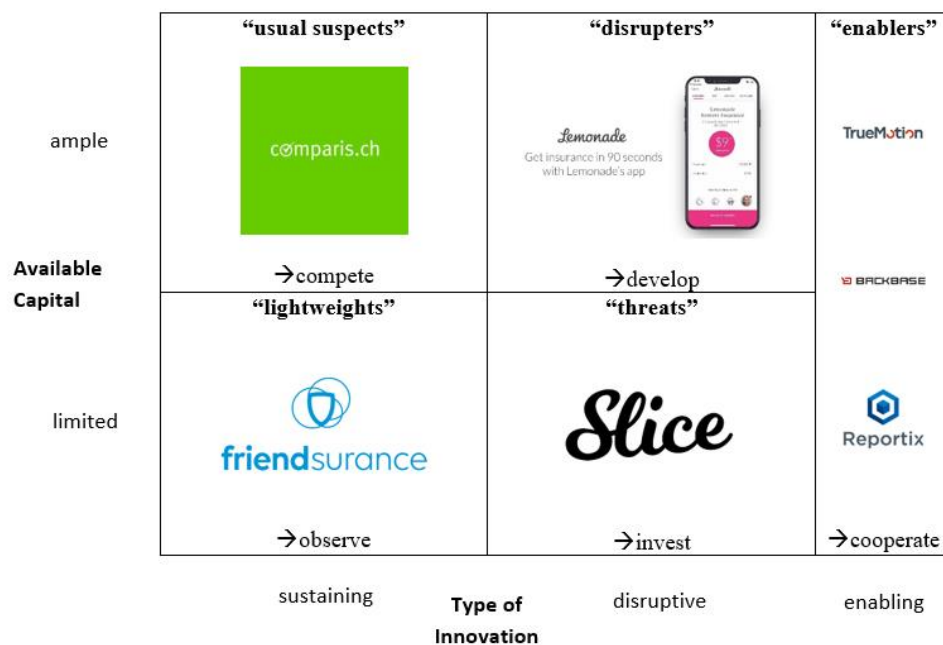 “usual suspects”
“disrupters”
“enablers”
ample
comparis.ch
Lemonade
Get insurance in 90 seconds
with Lemonade's app
$9
TrueMotion
Available
Capital
→compete
→develop
BACKBASE
“lightweights”
“threats”
limited
friendsurance
Slice
Reportix
→observe
→invest
→cooperate
sustaining
Type of
Innovation
disruptive
enabling